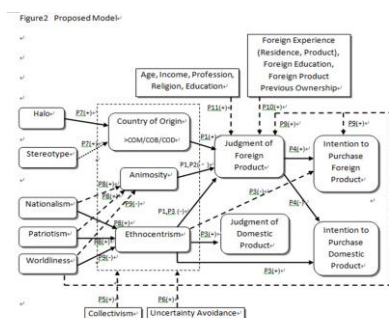 Figure2 Proposed Model
Foreign Experience
(Residence, Product),
Foreign Education,
Foreign Product
Previous Ownership
Age, Income, Profession,
Religion, Education
P11(+) P10(+)
P9(+) P9(+)
Halo
P7(+)
Country of Origin
>COM/COB/COD
P1(+)
Judgment of
Foreign
Product
P4(+)
Intention to
Purchase
Foreign
Product
Stereotype
P7(+)
Animosity
P1,P2(-)
P8(+)
P8(+)
P9(-)
P4(-)
Nationalism
P8(+)
P1,P3 (-)
P3(-)
Patriotism
P8(+)
Ethnocentrism
P3(+)
Judgment of
Domestic
Product
Intention to
Purchase
Domestic
Product
Worldliness
P9(-)
P3(+)
P5(+) P6(+)
Collectivism
Uncertainty Avoidance